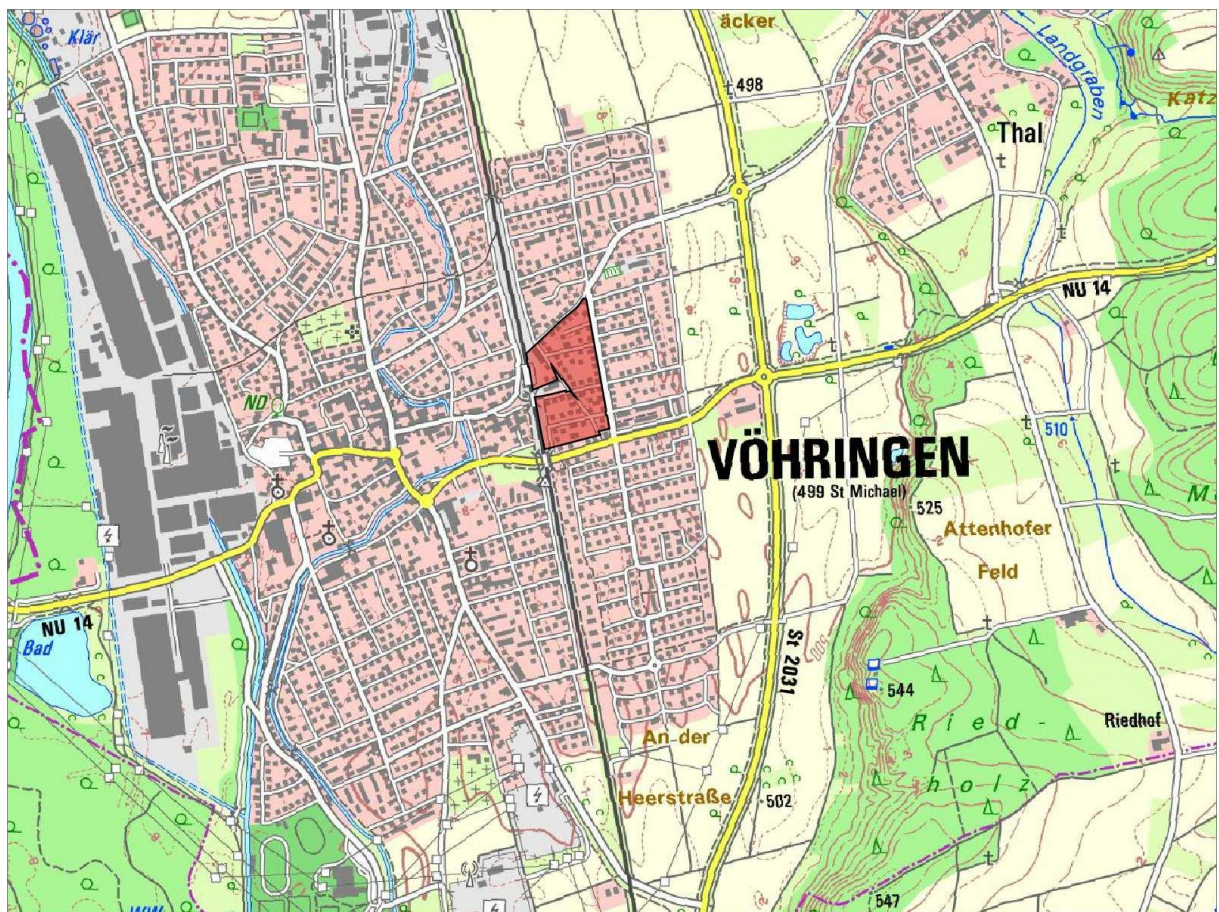 Klär
äcker
498
Landgraben
Katz
Thal
NU 14
ND
VÖHRINGEN
(499 St Michael)
510
525
Attenhofer
Feld
NU 14
Bad
St 2031
544
Ried-
Riedhof
An der
Heerstraße
holz
502
547